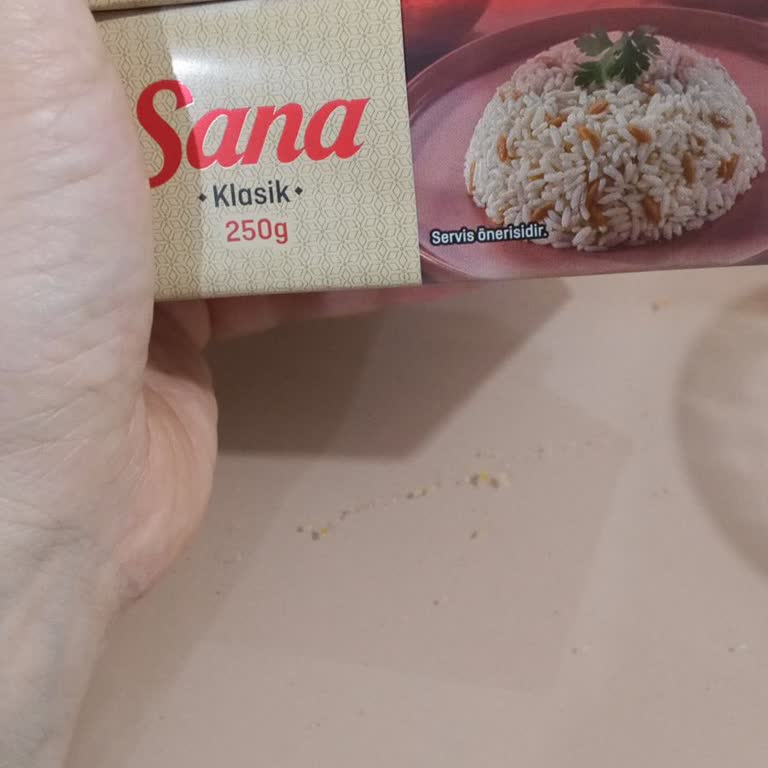 Sana
Klasik
250g
Servis önerisidir.